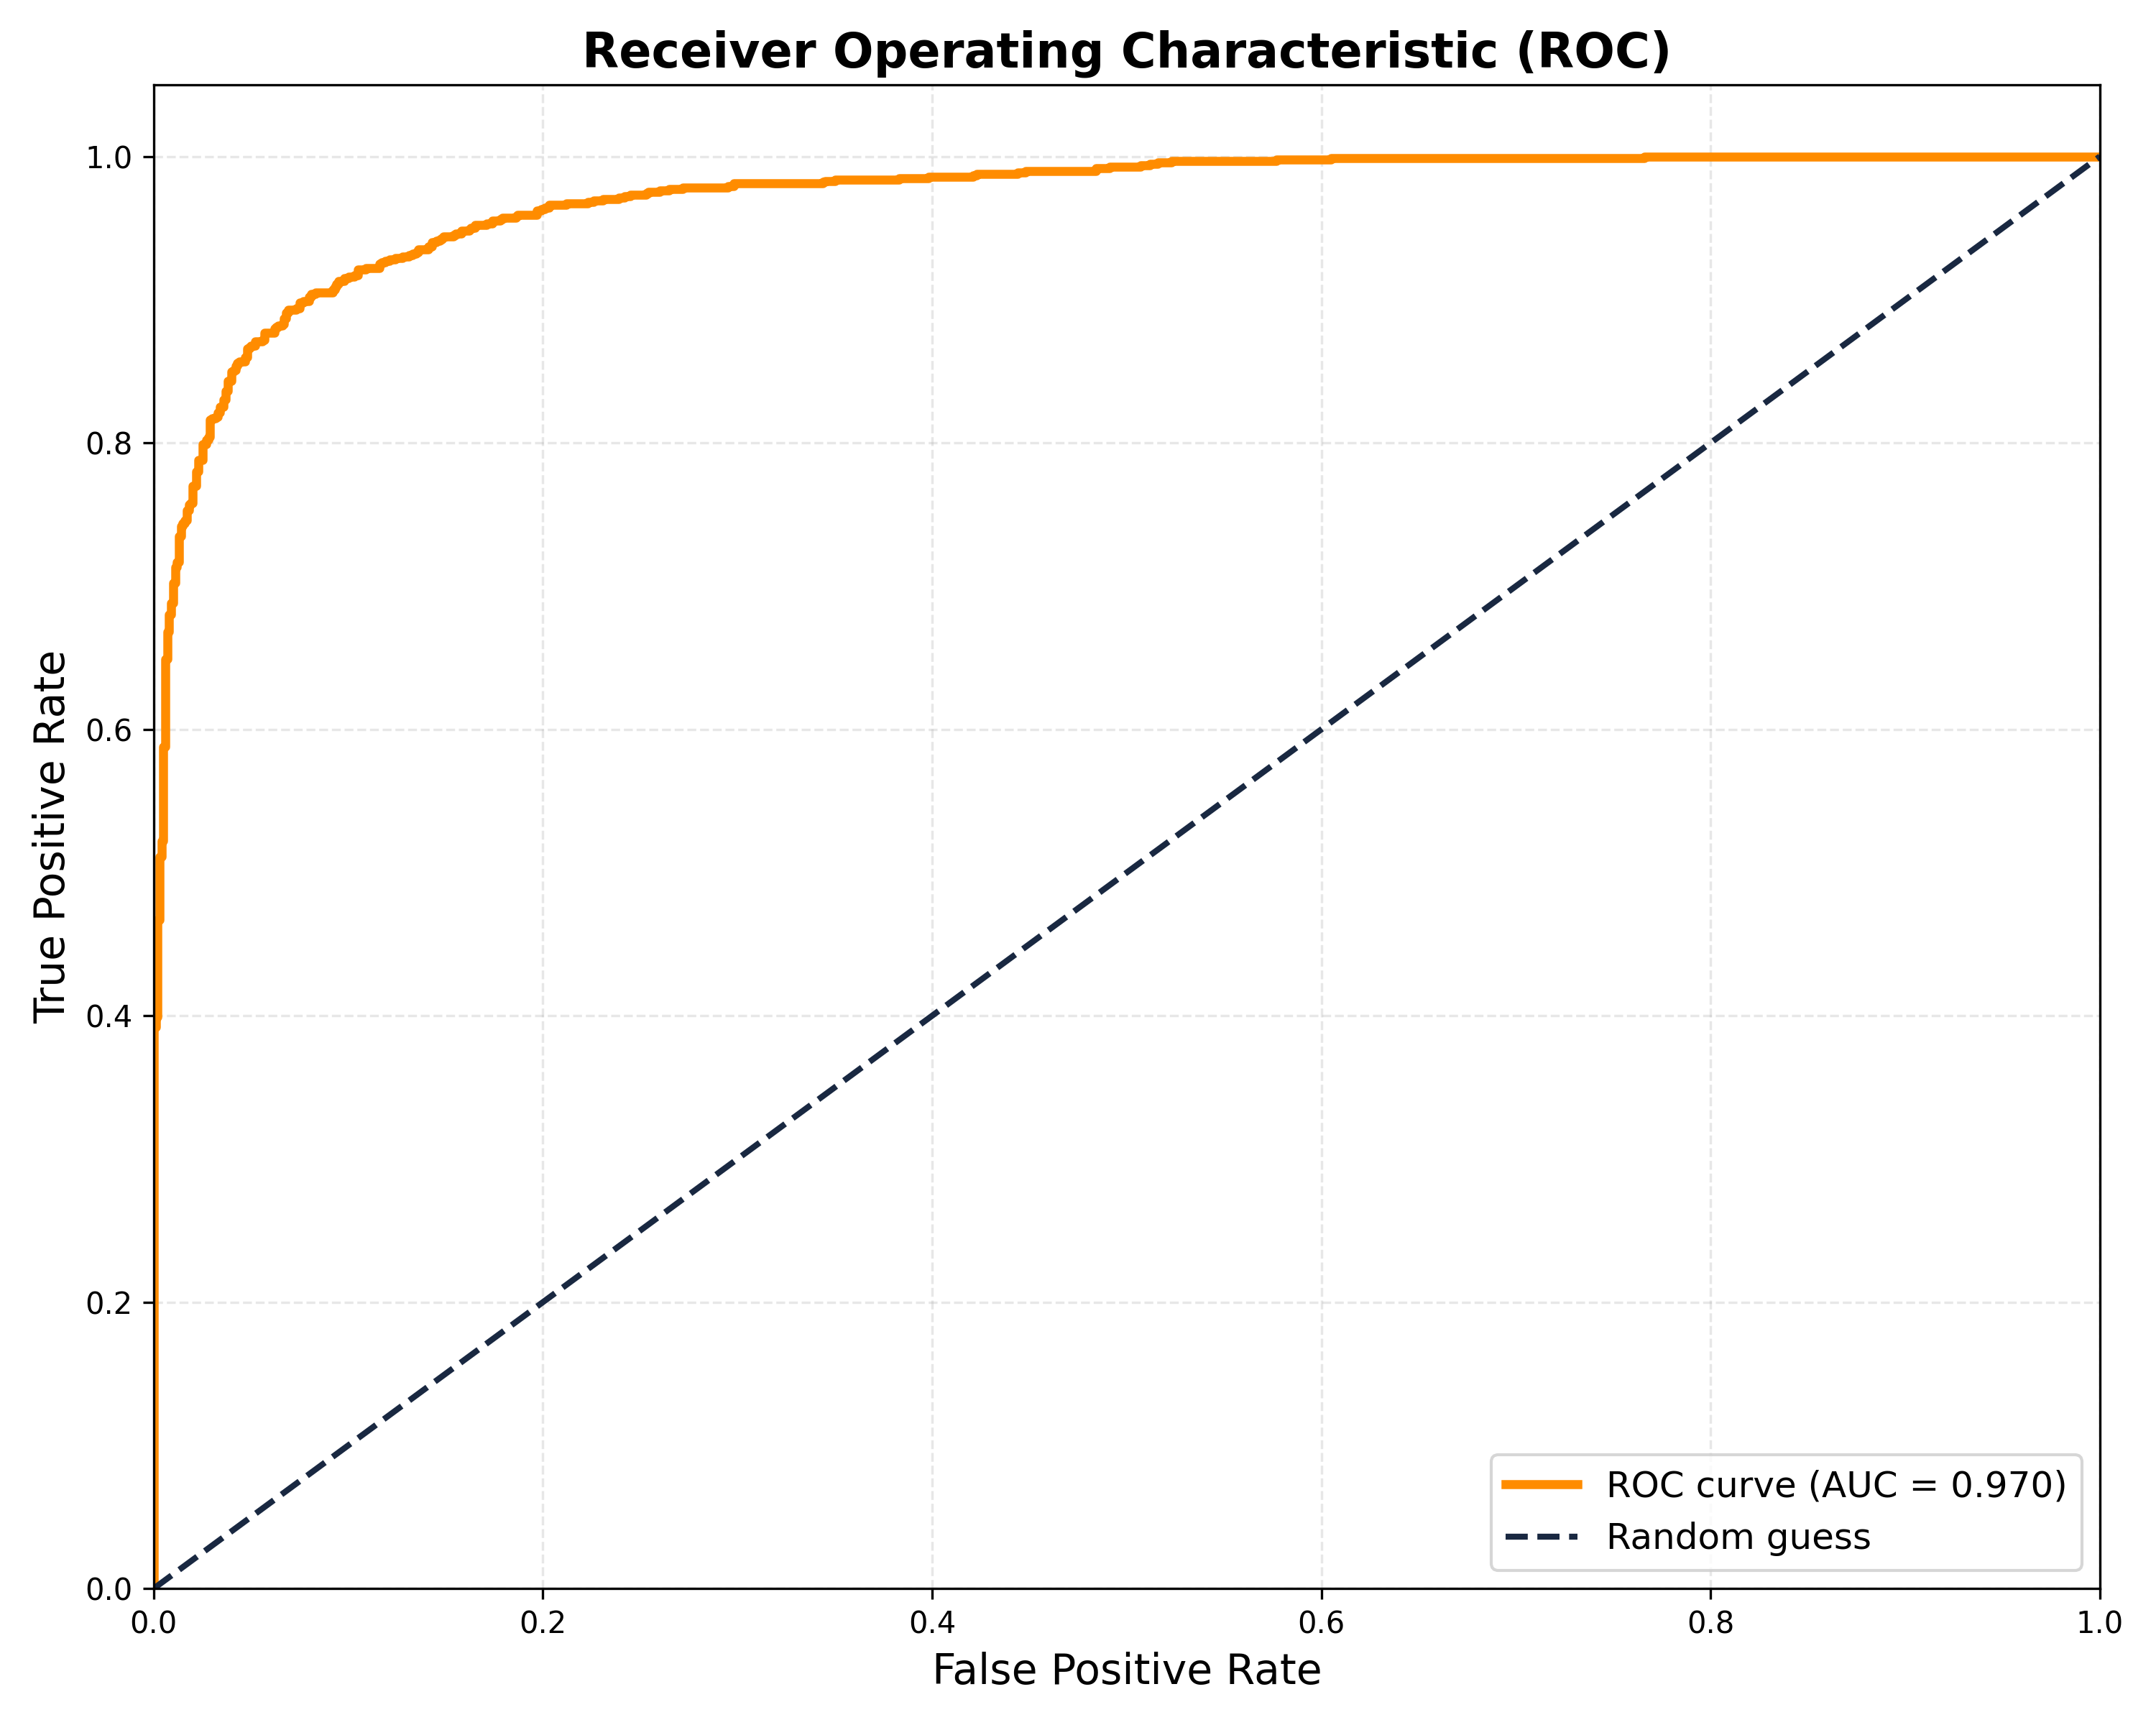 Receiver Operating Characteristic (ROC)
True Positive Rate
1.0
0.8
0.6
0.4
0.2
0.0
0.0 0.2 0.4 0.6 0.8 1.0
False Positive Rate
ROC curve (AUC = 0.970)
Random guess